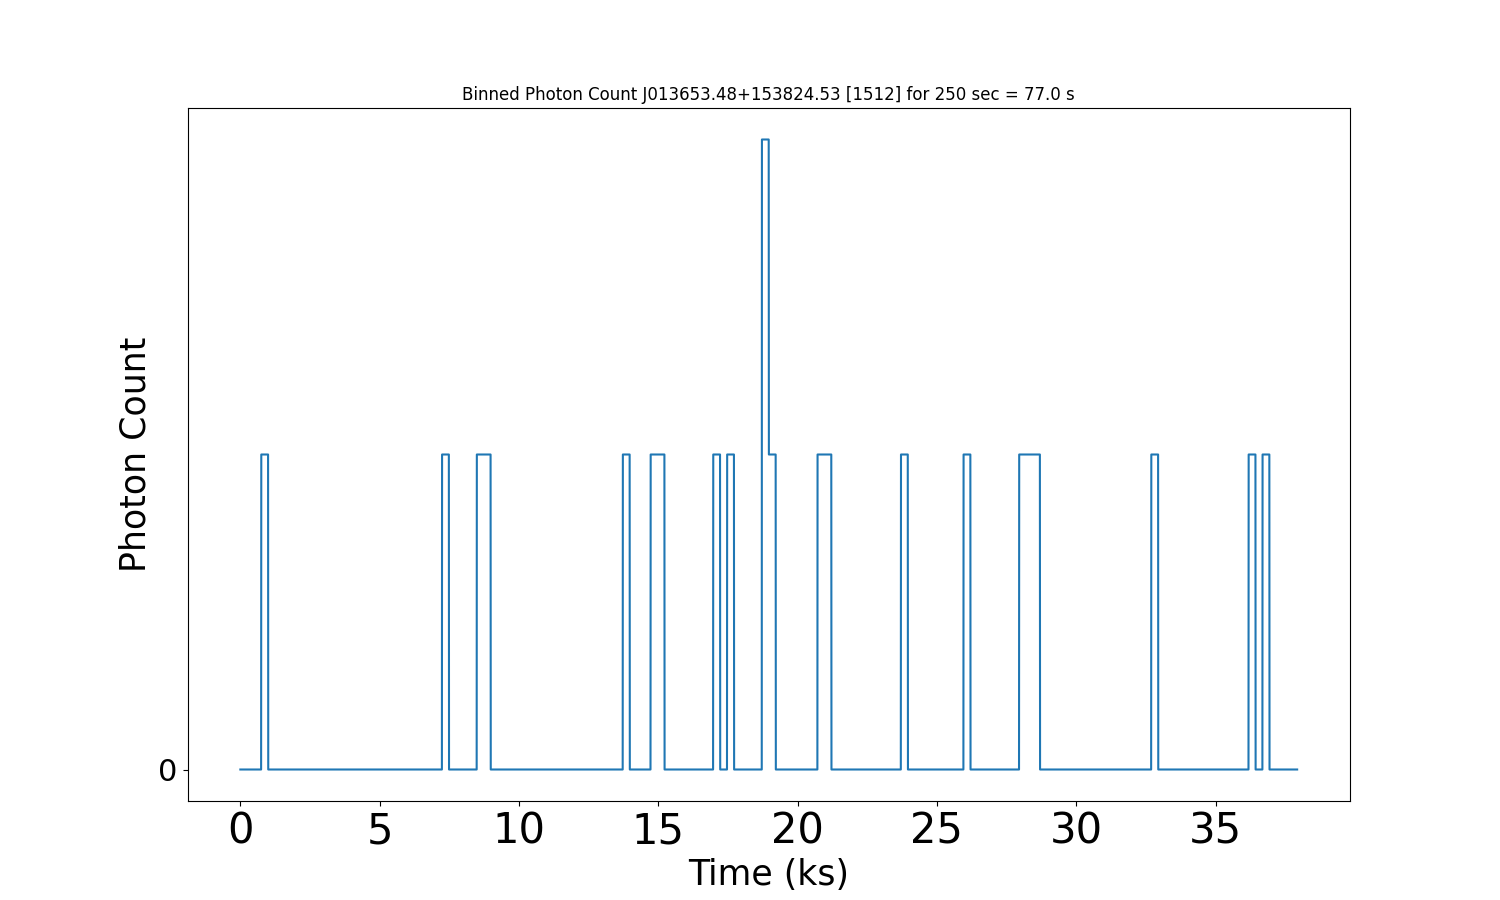 Binned Photon Count J013653.48+153824.53 [1512] for 250 sec = 77.0 s
Photon Count
0
0 5 10 15 20 25 30 35
Time (ks)